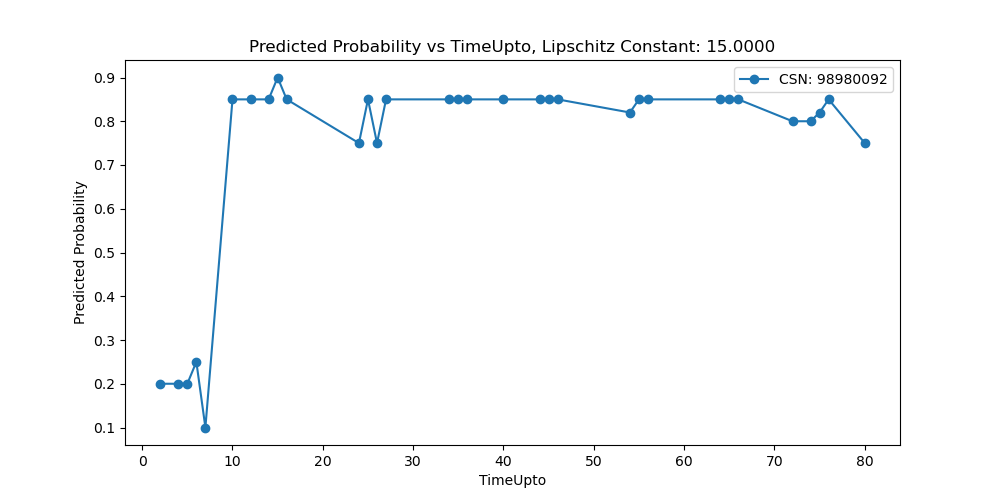 Predicted Probability vs TimeUpto, Lipschitz Constant: 15.0000
CSN: 98980092
0.9
0.8
0.7
0.6
0.5
0.4
0.3
0.2
0.1
Predicted Probability
0 10 20 30 40 50 60 70 80
TimeUpto